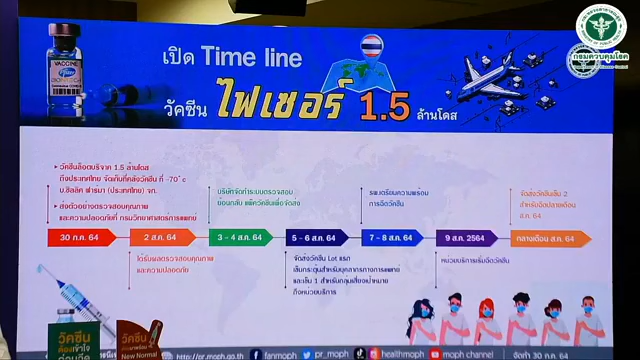 กรมควบคุมโรค
VACCINE
เปิด Time line
วัคซีน ไฟเซอร์ 1.5 ล้านโดส
วัคซีนล็อตบริจาค 1.5 ล้านโดส
ถึงประเทศไทย จัดเก็บที่คลังวัคซีน ที่ -70° c
บ.ซิลลิค ฟาร์มา (ประเทศไทย) จก.
ส่งตัวอย่างตรวจสอบคุณภาพ
และความปลอดภัยที่ กรมวิทยาศาสตร์การแพทย์
บริษัทจัดทำระบบตรวจสอบ
ย้อนกลับ แพ็ควัคซีนเพื่อจัดส่ง
รพ.เตรียมความพร้อม
การฉีดวัคซีน
จัดส่งวัคซีนเข็ม 2
สำหรับฉีดปลายเดือน
ส.ค. 64
30 ก.ค. 64
2 ส.ค. 64
3 - 4 ส.ค. 64
5 - 6 ส.ค. 64
7 - 8 ส.ค. 64
9 ส.ค. 2564
กลางเดือน ส.ค. 64
ได้รับผลตรวจสอบคุณภาพ
และความปลอดภัย
จัดส่งวัคซีน Lot แรก
เข็มกระตุ้นสำหรับบุคลากรทางการแพทย์
และเข็ม 1 สำหรับกลุ่มเสี่ยงเป้าหมาย
ถึงหน่วยบริการ
หน่วยบริการเริ่มฉีดวัคซีน
วัคซีน
ต้องเข้าใจ
New Normal
http://pr.moph.go.th
fanmoph
pr_moph
healthmoph
moph channel
จัดทำ 30 ก.ค. 64